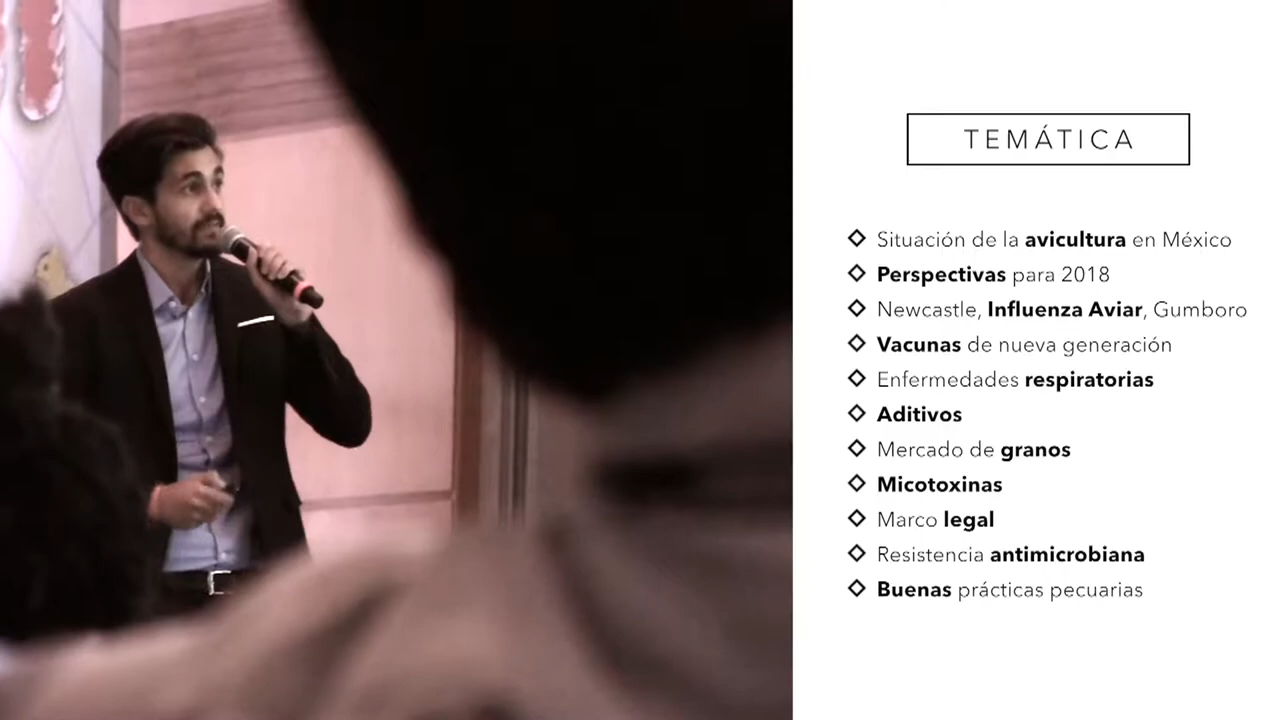 TEMÁTICA
Situación de la avicultura en México
Perspectivas para 2018
Newcastle, Influenza Aviar, Gumboro
Vacunas de nueva generación
Enfermedades respiratorias
Aditivos
Mercado de granos
Micotoxinas
Marco legal
Resistencia antimicrobiana
Buenas prácticas pecuarias